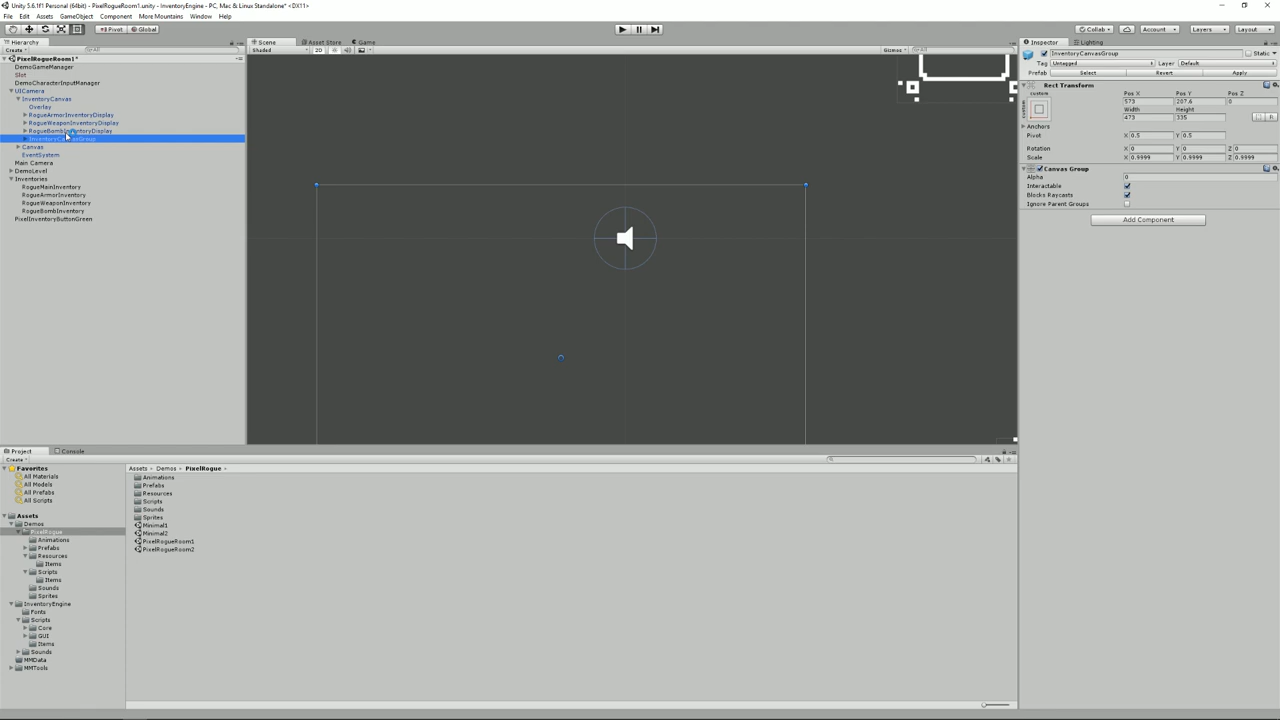 Unity 5.6.1f1 Personal (64bit) - PixelRogueRoom1.unity - InventoryEngine - PC, Mac & Linux Standalone* <DX11>
File Edit Assets GameObject Component More Mountains Window Help
Pivot Global Collab Account Layers Layout
Hierarchy Scene Asset Store Game Inspector Lighting
Create All Shaded 2D Gizmos All InventoryCanvasGroup Static
PixelRogueRoom1*
Tag Untagged Layer Default
DemoGameManager
Prefab Select Revert Apply
Slot
DemoCharacterInputManager
Rect Transform
UICamera
custom Pos X Pos Y Pos Z
InventoryCanvas
573 207.6 0
Overlay
Width Height
RogueArmorInventoryDisplay
473 335 R
RogueWeaponInventoryDisplay
Anchors
RogueBombInventoryDisplay
Pivot X 0.5 Y 0.5
InventoryCanvasGroup
Canvas
Rotation X 0 Y 0 Z 0
EventSystem
Scale X 0.9999 Y 0.9999 Z 0.9999
Main Camera
Canvas Group
DemoLevel
Alpha 0
Inventories
Interactable
RogueMainInventory
Blocks Raycasts
RogueArmorInventory
Ignore Parent Groups
RogueWeaponInventory
RogueBombInventory
PixelInventoryButtonGreen
Add Component
Project Console
Create
Favorites
All Materials
All Models
All Prefabs
All Scripts
Assets
Demos
PixelRogue
Animations
Prefabs
Resources
Items
Scripts
Items
Sounds
Sprites
InventoryEngine
Fonts
Scripts
Core
GUI
Items
Sounds
MMData
MMTools
Assets Demos PixelRogue
Animations
Prefabs
Resources
Scripts
Sounds
Sprites
Minimal1
Minimal2
PixelRogueRoom1
PixelRogueRoom2